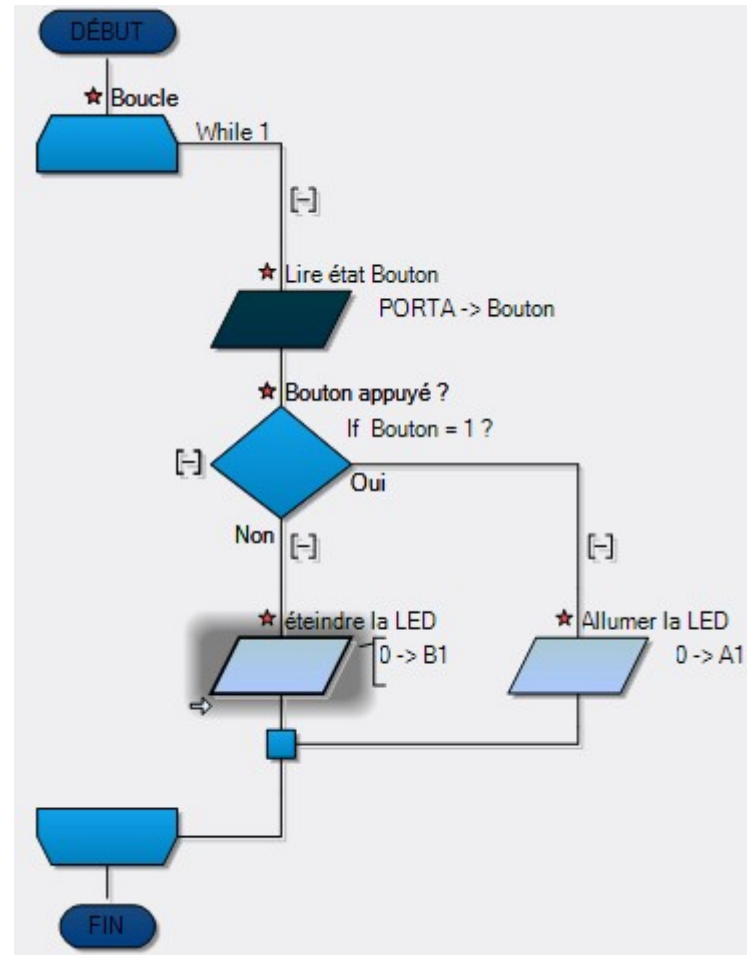 DÉBUT
Boucle
While 1
[-]
Lire état Bouton
PORTA -> Bouton
Bouton appuyé ?
If Bouton = 1 ?
[-]
Oui
Non
[-]
[-]
éteindre la LED
0 -> B1
Allumer la LED
0 -> A1
FIN